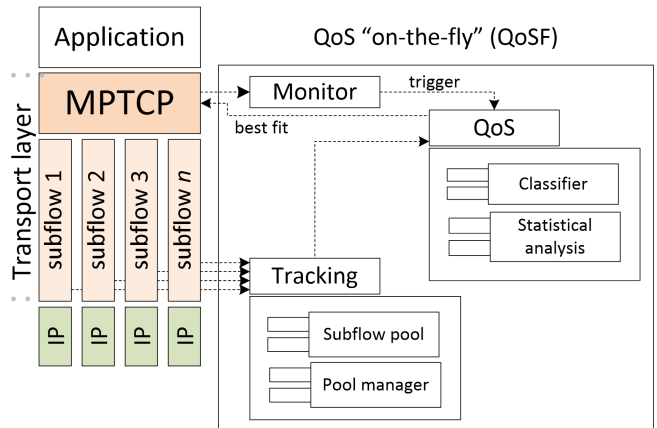 Application
QoS “on-the-fly” (QoSF)
Transport layer
MPTCP
Monitor
trigger
best fit
QoS
subflow 1
subflow 2
subflow 3
subflow n
Classifier
Statistical
analysis
Tracking
IP
IP
IP
IP
Subflow pool
Pool manager